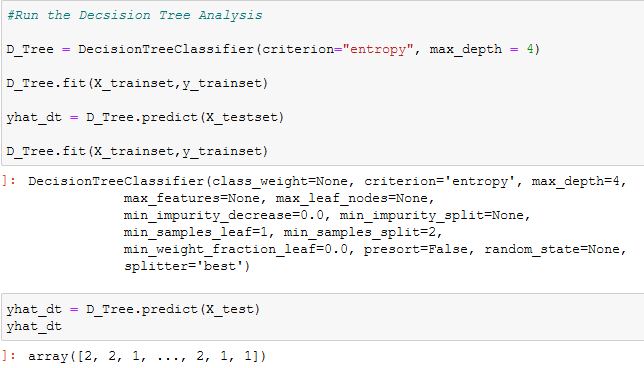 #Run the Decsision Tree Analysis
D_Tree = DecisionTreeClassifier(criterion="entropy", max_depth = 4)
D_Tree.fit(X_trainset,y_trainset)
yhat_dt = D_Tree.predict(X_testset)
D_Tree.fit(X_trainset,y_trainset)
]: DecisionTreeClassifier(class_weight=None, criterion='entropy', max_depth=4,
max_features=None, max_leaf_nodes=None,
min_impurity_decrease=0.0, min_impurity_split=None,
min_samples_leaf=1, min_samples_split=2,
min_weight_fraction_leaf=0.0, presort=False, random_state=None,
splitter='best')
yhat_dt = D_Tree.predict(X_test)
yhat_dt
]: array([2, 2, 1, ..., 2, 1, 1])